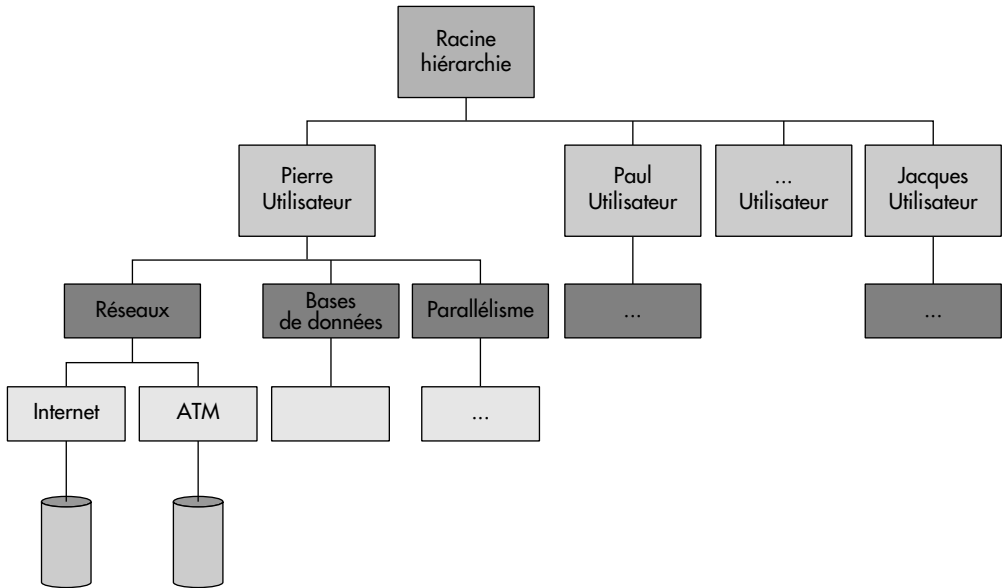 Racine
hiérarchie
Pierre
Utilisateur
Paul
Utilisateur
...
Utilisateur
Jacques
Utilisateur
Réseaux
Bases
de données
Parallélisme
...
...
Internet
ATM
...